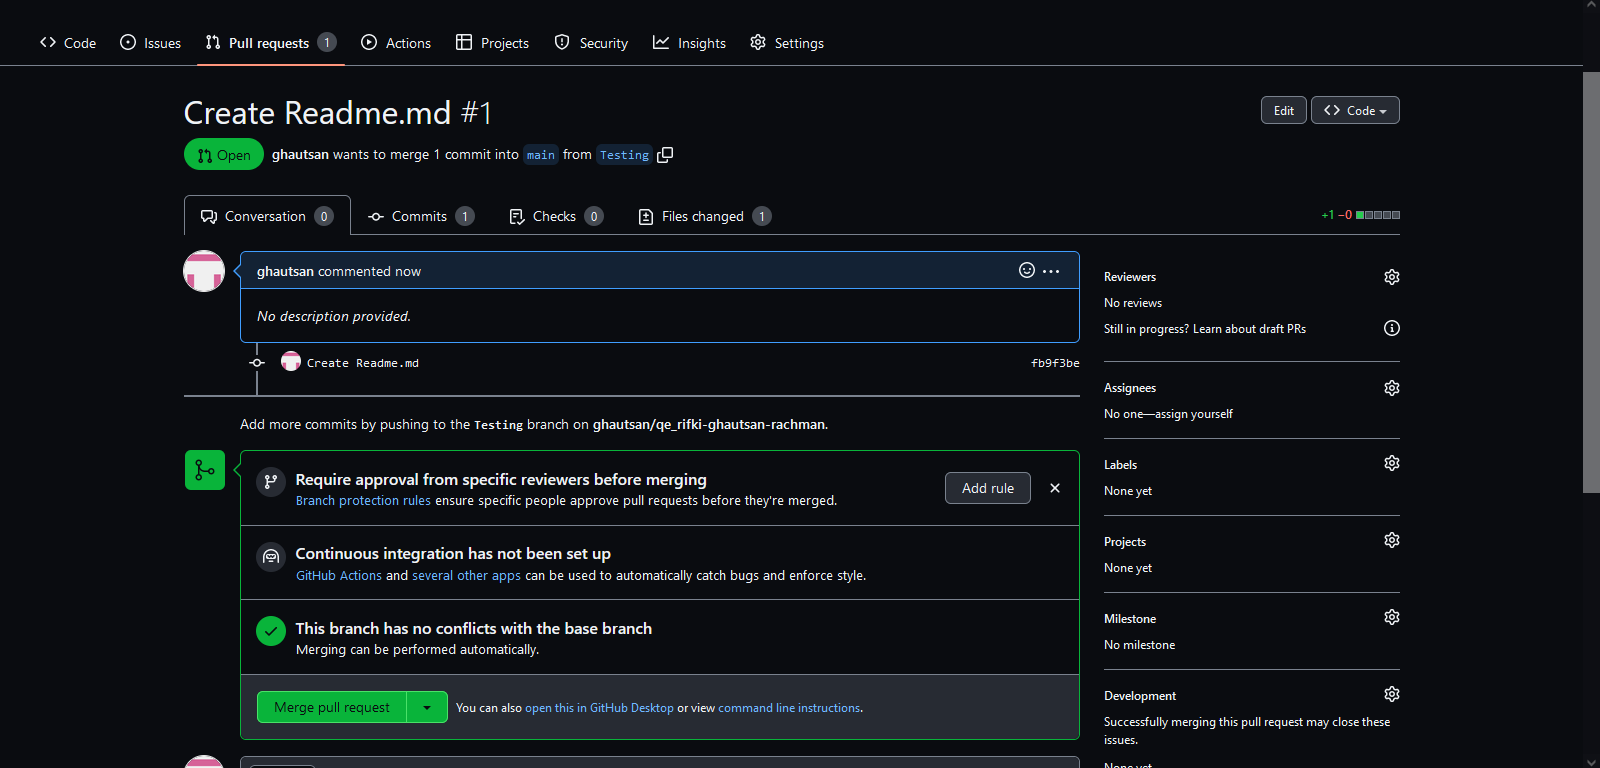 Code Issues Pull requests 1 Actions Projects Security Insights Settings
Create Readme.md #1
Edit Code
Open ghautsan wants to merge 1 commit into main from Testing
Conversation 0 Commits 1 Checks 0 Files changed 1
+1 −0
ghautsan commented now
No description provided.
Create Readme.md fb9f3be
Add more commits by pushing to the Testing branch on ghautsan/qe_rifki-ghautsan-rachman.
Require approval from specific reviewers before merging
Branch protection rules ensure specific people approve pull requests before they're merged.
Add rule
Continuous integration has not been set up
GitHub Actions and several other apps can be used to automatically catch bugs and enforce style.
This branch has no conflicts with the base branch
Merging can be performed automatically.
Merge pull request You can also open this in GitHub Desktop or view command line instructions.
Reviewers
No reviews
Still in progress? Learn about draft PRs
Assignees
No one—assign yourself
Labels
None yet
Projects
None yet
Milestone
No milestone
Development
Successfully merging this pull request may close these
issues.
None yet